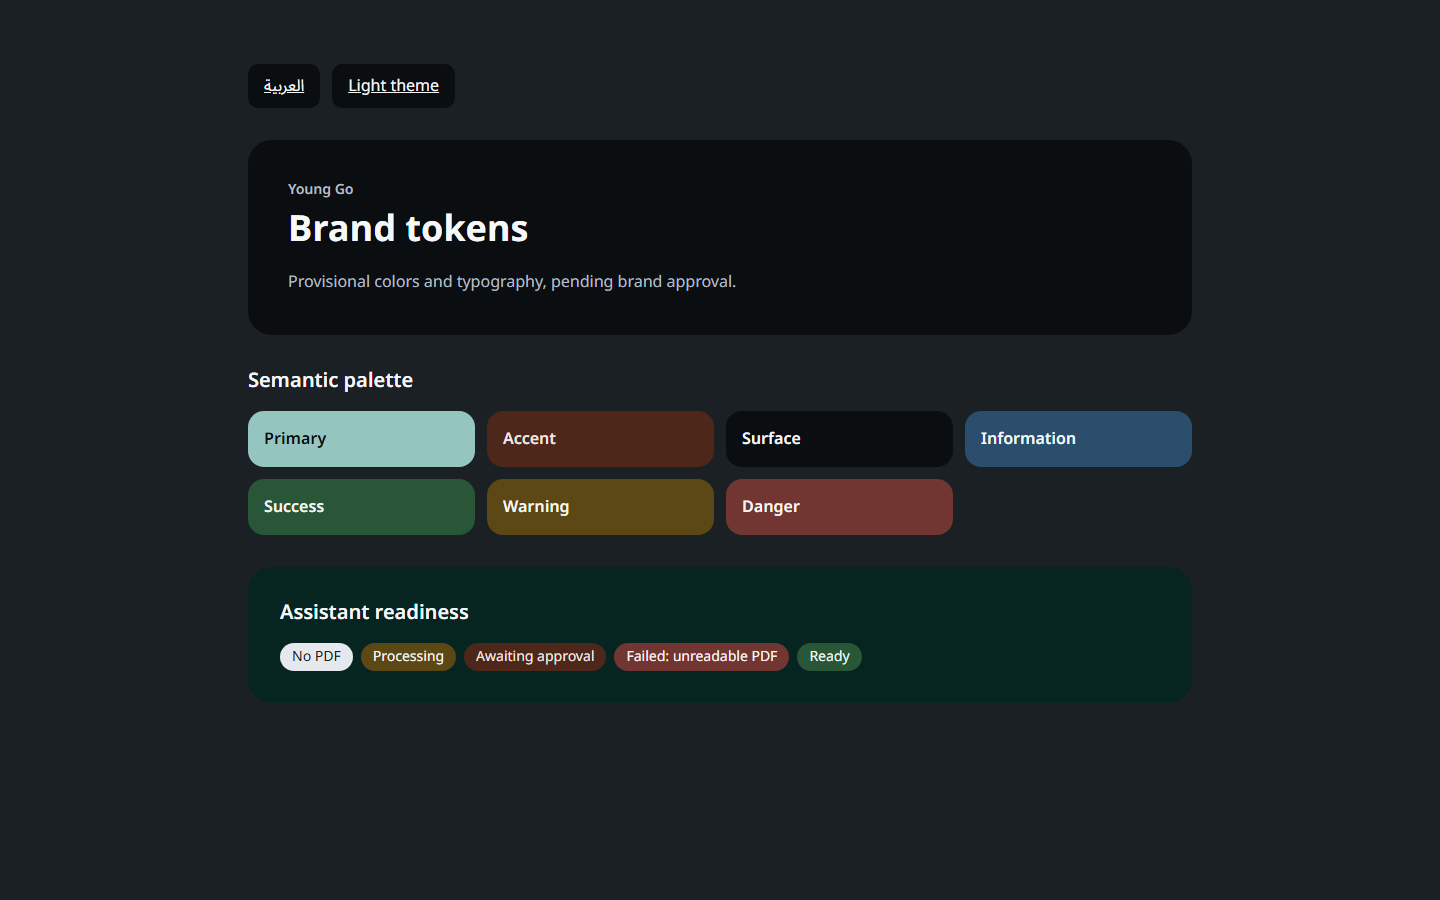 العربية
Light theme
Young Go
Brand tokens
Provisional colors and typography, pending brand approval.
Semantic palette
Primary
Accent
Surface
Information
Success
Warning
Danger
Assistant readiness
No PDF
Processing
Awaiting approval
Failed: unreadable PDF
Ready